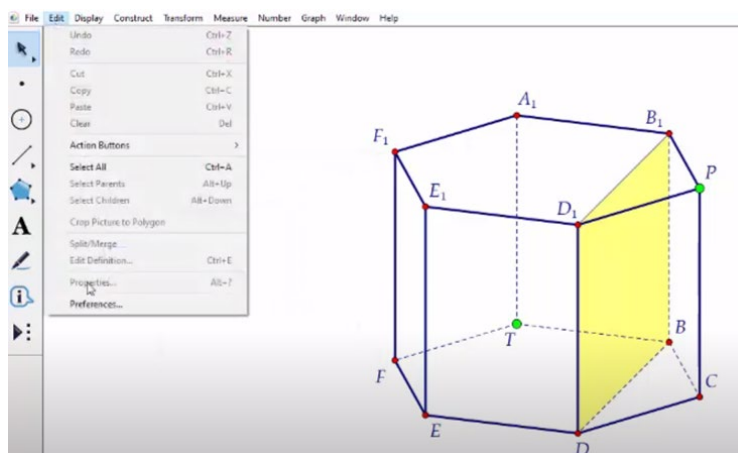 File Edit Display Construct Transform Measure Number Graph Window Help
Undo Ctrl+Z
Redo Ctrl+R
Cut Ctrl+X
Copy Ctrl+C
Paste Ctrl+V
Clear Del
Action Buttons
Select All Ctrl+A
Select Parents Alt+Up
Select Children Alt+Down
Crop Picture to Polygon
Split/Merge
Edit Definition... Ctrl+E
Properties... Alt+?
Preferences...
A
i
A₁
B₁
F₁
P
E₁
D₁
T
B
F
C
E
D